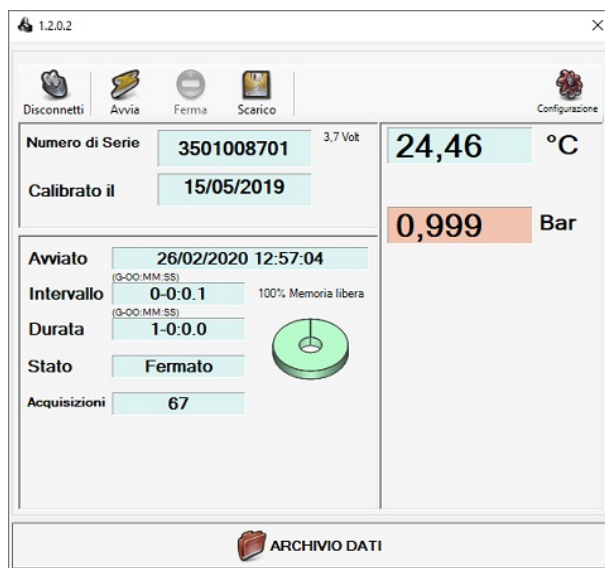 1.2.0.2
Disconnetti Avvia Ferma Scarico Configurazione
Numero di Serie 3501008701 3,7 Volt
Calibrato il 15/05/2019
24,46 °C
0,999 Bar
Avviato 26/02/2020 12:57:04
(G-OO:MM:SS)
Intervallo 0-0:0.1 100% Memoria libera
(G-OO:MM:SS)
Durata 1-0:0.0
Stato Fermato
Acquisizioni 67
ARCHIVIO DATI